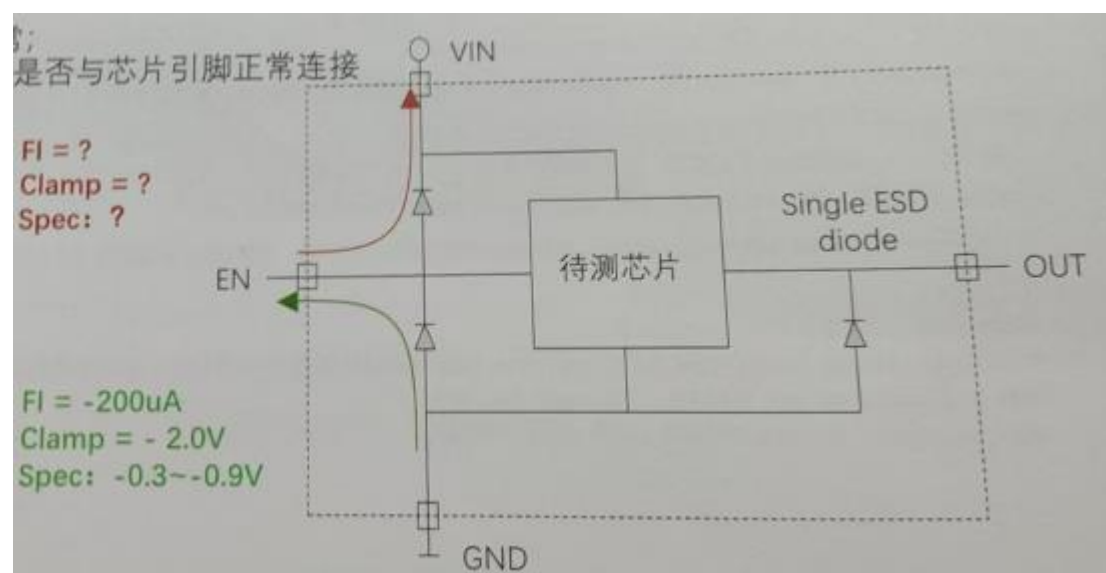 是否与芯片引脚正常连接
VIN
FI = ?
Clamp = ?
Spec: ?
Single ESD
diode
待测芯片
EN
OUT
FI = -200uA
Clamp = - 2.0V
Spec: -0.3~-0.9V
GND